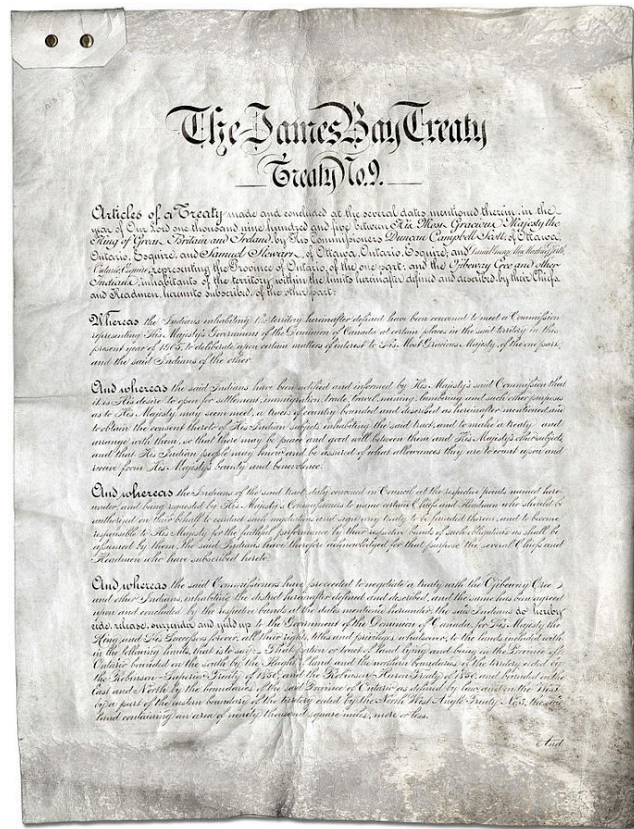 The James Bay Treaty
Treaty No. 9.
Articles of a Treaty made and concluded at the several dates mentioned therein, in the
year of Our Lord one thousand nine hundred and five between His Most Gracious Majesty the
King of Great Britain and Ireland, by His Commissioners Duncan Campbell Scott, of Ottawa,
Ontario, Esquire, and Samuel Stewart, of Ottawa, Ontario, Esquire, and
Ontario, Esquire, representing the Province of Ontario, of the one part; and the Ojibeway Cree and other
Indians, inhabitants of the territory within the limits hereinafter defined and described by their Chiefs
and Headmen, hereunto subscribed, of the other part:
Whereas the Indians inhabiting the territory hereinafter defined have been convened to meet a Commission
representing His Majesty's Government of the Dominion of Canada at certain places in the said territory in this
present year of 1905, to deliberate upon certain matters of interest to His Most Gracious Majesty, of the one part,
and the said Indians of the other
And whereas the said Indians have been notified and informed by His Majesty's said Commission that
it is His desire to open for settlement, immigration, trade, travel, mining, lumbering and such other purposes
as to His Majesty may seem meet, a tract of country bounded and described as hereinafter mentioned, and
to obtain the consent thereto of His Indian subjects inhabiting the said tract, and to make a treaty and
arrange with them, so that there may be peace and good will between them and His Majesty's other subjects,
and that His Indian people may know and be assured of what allowances they are to count upon and
receive from His Majesty's bounty and benevolence.
And whereas the Indians of the said tract, duly convened in Council at the respective points named here-
under, and being requested by His Majesty's Commissioners to name certain Chiefs and Headmen who should be
authorized on their behalf to conduct such negotiations and sign any treaty to be founded thereon, and to become
responsible to His Majesty for the faithful performance by their respective bands of such obligations as shall be
assumed by them, the said Indians have therefore acknowledged for that purpose the several Chiefs and
Headmen who have subscribed hereto.
And whereas the said Commissioners have proceeded to negotiate a treaty with the Ojibeway Cree
and other Indians, inhabiting the district hereinafter defined and described, and the same has been agreed
upon and concluded by the respective bands at the dates mentioned hereunder, the said Indians do hereby
cede, release, surrender and yield up to the Government of the Dominion of Canada, for His Majesty the
King and His Successors forever, all their rights, titles and privileges whatsoever, to the lands included within
in the following limits, that is to say: That portion or tract of land lying and being in the Province of
Ontario bounded on the south by the Height of Land and the northern boundaries of the territory ceded by
the Robinson-Superior Treaty of 1850, and the Robinson-Huron Treaty of 1850, and bounded on the
East and North by the boundaries of the said Province of Ontario as defined by law, and on the West
by a part of the eastern boundary of the territory ceded by the North West Angle Treaty No. 3, the said
land containing an area of ninety thousand square miles, more or less.
And